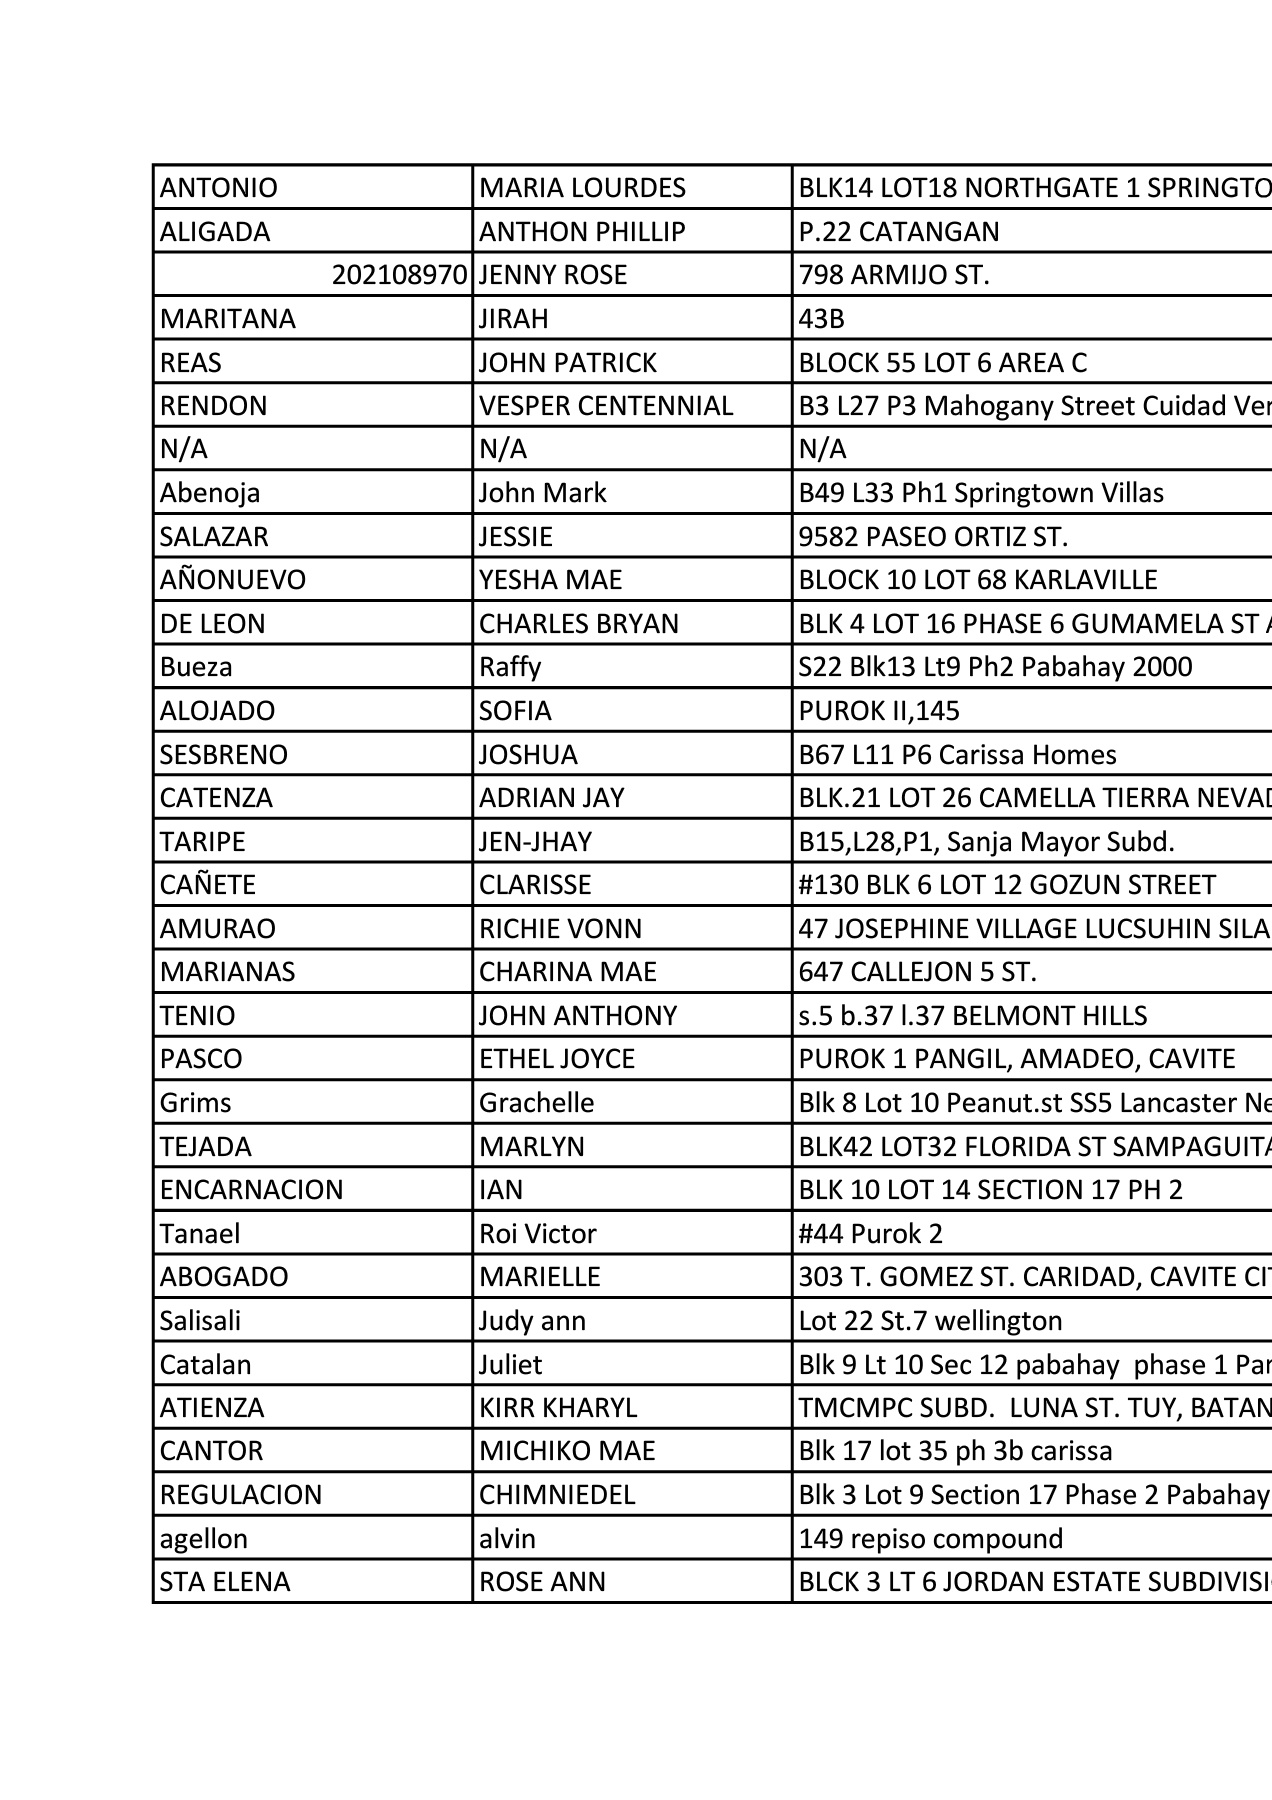 ANTONIO MARIA LOURDES BLK14 LOT18 NORTHGATE 1 SPRINGTO
ALIGADA ANTHON PHILLIP P.22 CATANGAN
202108970 JENNY ROSE 798 ARMIJO ST.
MARITANA JIRAH 43B
REAS JOHN PATRICK BLOCK 55 LOT 6 AREA C
RENDON VESPER CENTENNIAL B3 L27 P3 Mahogany Street Cuidad Ver
N/A N/A N/A
Abenoja John Mark B49 L33 Ph1 Springtown Villas
SALAZAR JESSIE 9582 PASEO ORTIZ ST.
AÑONUEVO YESHA MAE BLOCK 10 LOT 68 KARLAVILLE
DE LEON CHARLES BRYAN BLK 4 LOT 16 PHASE 6 GUMAMELA ST A
Bueza Raffy S22 Blk13 Lt9 Ph2 Pabahay 2000
ALOJADO SOFIA PUROK II,145
SESBRENO JOSHUA B67 L11 P6 Carissa Homes
CATENZA ADRIAN JAY BLK.21 LOT 26 CAMELLA TIERRA NEVAD
TARIPE JEN-JHAY B15,L28,P1, Sanja Mayor Subd.
CAÑETE CLARISSE #130 BLK 6 LOT 12 GOZUN STREET
AMURAO RICHIE VONN 47 JOSEPHINE VILLAGE LUCSUHIN SILA
MARIANAS CHARINA MAE 647 CALLEJON 5 ST.
TENIO JOHN ANTHONY s.5 b.37 l.37 BELMONT HILLS
PASCO ETHEL JOYCE PUROK 1 PANGIL, AMADEO, CAVITE
Grims Grachelle Blk 8 Lot 10 Peanut.st SS5 Lancaster Ne
TEJADA MARLYN BLK42 LOT32 FLORIDA ST SAMPAGUITA
ENCARNACION IAN BLK 10 LOT 14 SECTION 17 PH 2
Tanael Roi Victor #44 Purok 2
ABOGADO MARIELLE 303 T. GOMEZ ST. CARIDAD, CAVITE CIT
Salisali Judy ann Lot 22 St.7 wellington
Catalan Juliet Blk 9 Lt 10 Sec 12 pabahay  phase 1 Par
ATIENZA KIRR KHARYL TMCMPC SUBD.  LUNA ST. TUY, BATAN
CANTOR MICHIKO MAE Blk 17 lot 35 ph 3b carissa
REGULACION CHIMNIEDEL Blk 3 Lot 9 Section 17 Phase 2 Pabahay
agellon alvin 149 repiso compound
STA ELENA ROSE ANN BLCK 3 LT 6 JORDAN ESTATE SUBDIVISI